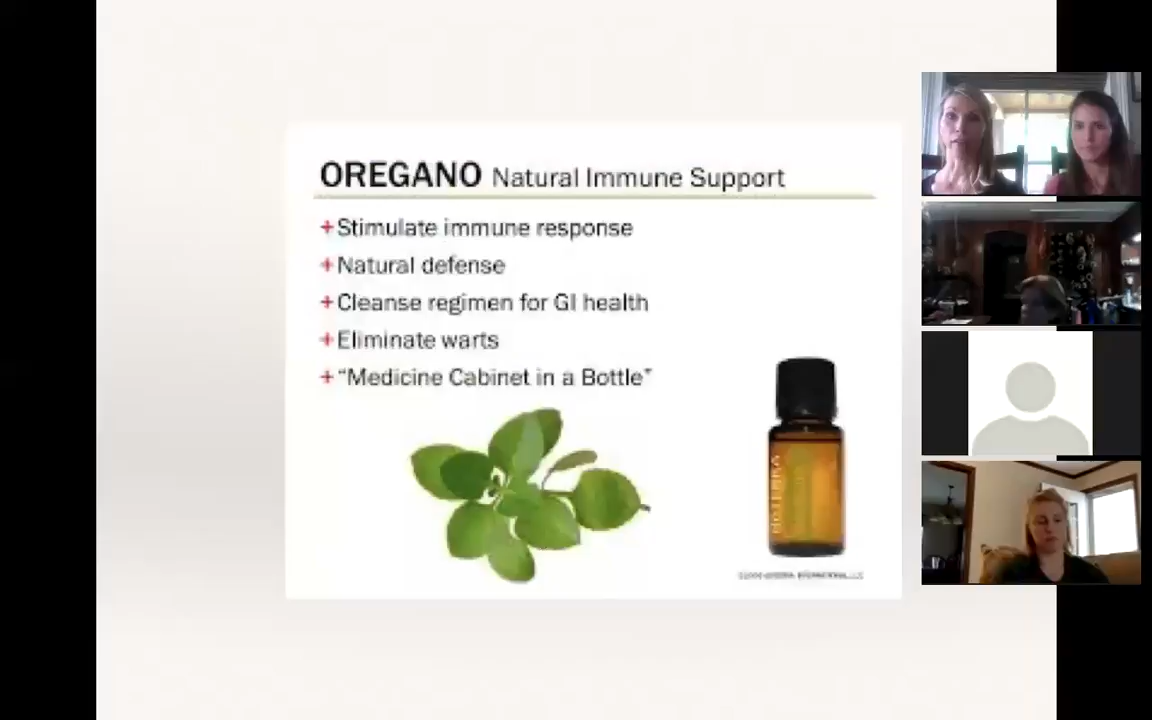 OREGANO Natural Immune Support
+Stimulate immune response
+Natural defense
+Cleanse regimen for GI health
+Eliminate warts
+“Medicine Cabinet in a Bottle”